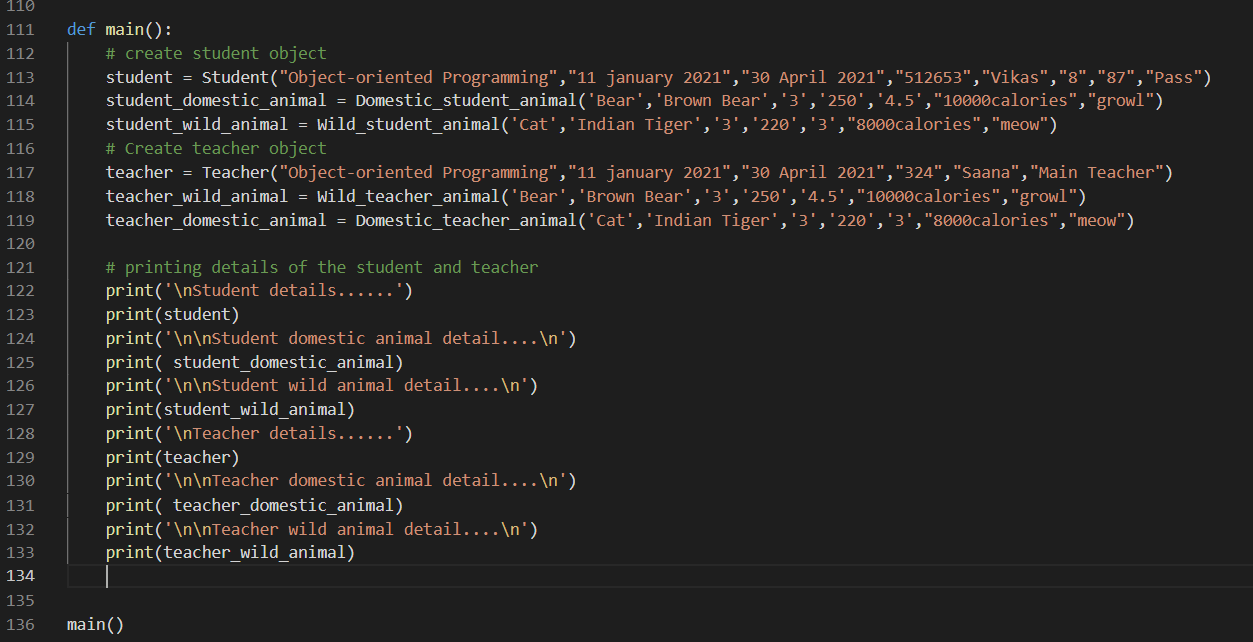 110
111 def main():
112     # create student object
113     student = Student("Object-oriented Programming","11 january 2021","30 April 2021","512653","Vikas","8","87","Pass")
114     student_domestic_animal = Domestic_student_animal('Bear','Brown Bear','3','250','4.5',"10000calories","growl")
115     student_wild_animal = Wild_student_animal('Cat','Indian Tiger','3','220','3',"8000calories","meow")
116     # Create teacher object
117     teacher = Teacher("Object-oriented Programming","11 january 2021","30 April 2021","324","Saana","Main Teacher")
118     teacher_wild_animal = Wild_teacher_animal('Bear','Brown Bear','3','250','4.5',"10000calories","growl")
119     teacher_domestic_animal = Domestic_teacher_animal('Cat','Indian Tiger','3','220','3',"8000calories","meow")
120
121     # printing details of the student and teacher
122     print('\nStudent details......')
123     print(student)
124     print('\n\nStudent domestic animal detail....\n')
125     print( student_domestic_animal)
126     print('\n\nStudent wild animal detail....\n')
127     print(student_wild_animal)
128     print('\nTeacher details......')
129     print(teacher)
130     print('\n\nTeacher domestic animal detail....\n')
131     print( teacher_domestic_animal)
132     print('\n\nTeacher wild animal detail....\n')
133     print(teacher_wild_animal)
134
135
136 main()